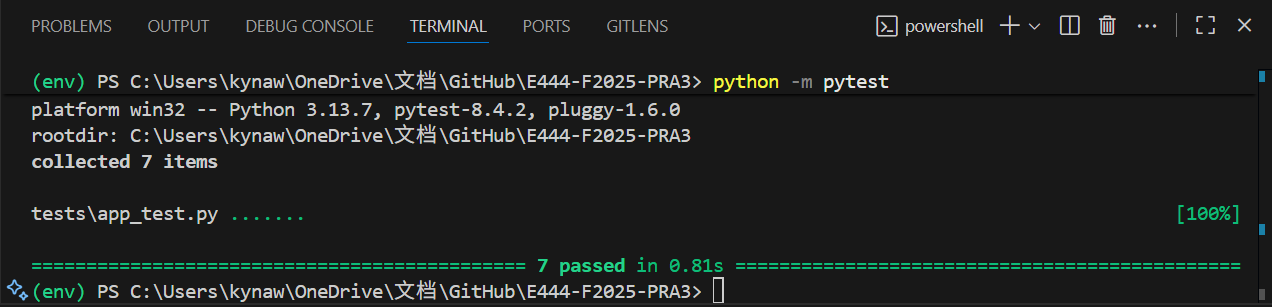 PROBLEMS OUTPUT DEBUG CONSOLE TERMINAL PORTS GITLENS powershell
(env) PS C:\Users\kynaw\OneDrive\文档\GitHub\E444-F2025-PRA3> python -m pytest
platform win32 -- Python 3.13.7, pytest-8.4.2, pluggy-1.6.0
rootdir: C:\Users\kynaw\OneDrive\文档\GitHub\E444-F2025-PRA3
collected 7 items
tests\app_test.py ....... [100%]
============================================= 7 passed in 0.81s ==============================================
(env) PS C:\Users\kynaw\OneDrive\文档\GitHub\E444-F2025-PRA3>